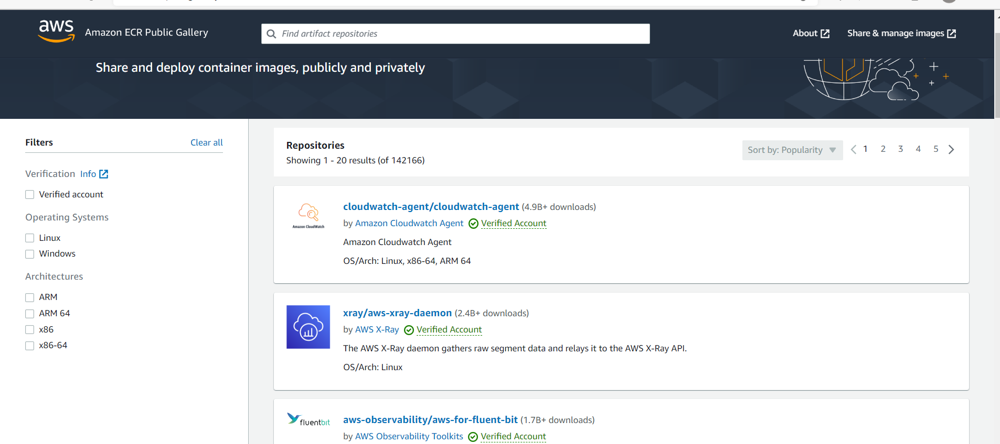 aws
Amazon ECR Public Gallery
Find artifact repositories
About
Share & manage images
Share and deploy container images, publicly and privately
Filters
Clear all
Verification Info
Verified account
Operating Systems
Linux
Windows
Architectures
ARM
ARM 64
x86
x86-64
Repositories
Showing 1 - 20 results (of 142166)
Sort by: Popularity
1 2 3 4 5
Amazon CloudWatch
cloudwatch-agent/cloudwatch-agent (4.9B+ downloads)
by Amazon Cloudwatch Agent Verified Account
Amazon Cloudwatch Agent
OS/Arch: Linux, x86-64, ARM 64
xray/aws-xray-daemon (2.4B+ downloads)
by AWS X-Ray Verified Account
The AWS X-Ray daemon gathers raw segment data and relays it to the AWS X-Ray API.
OS/Arch: Linux
fluentbit
aws-observability/aws-for-fluent-bit (1.7B+ downloads)
by AWS Observability Toolkits Verified Account